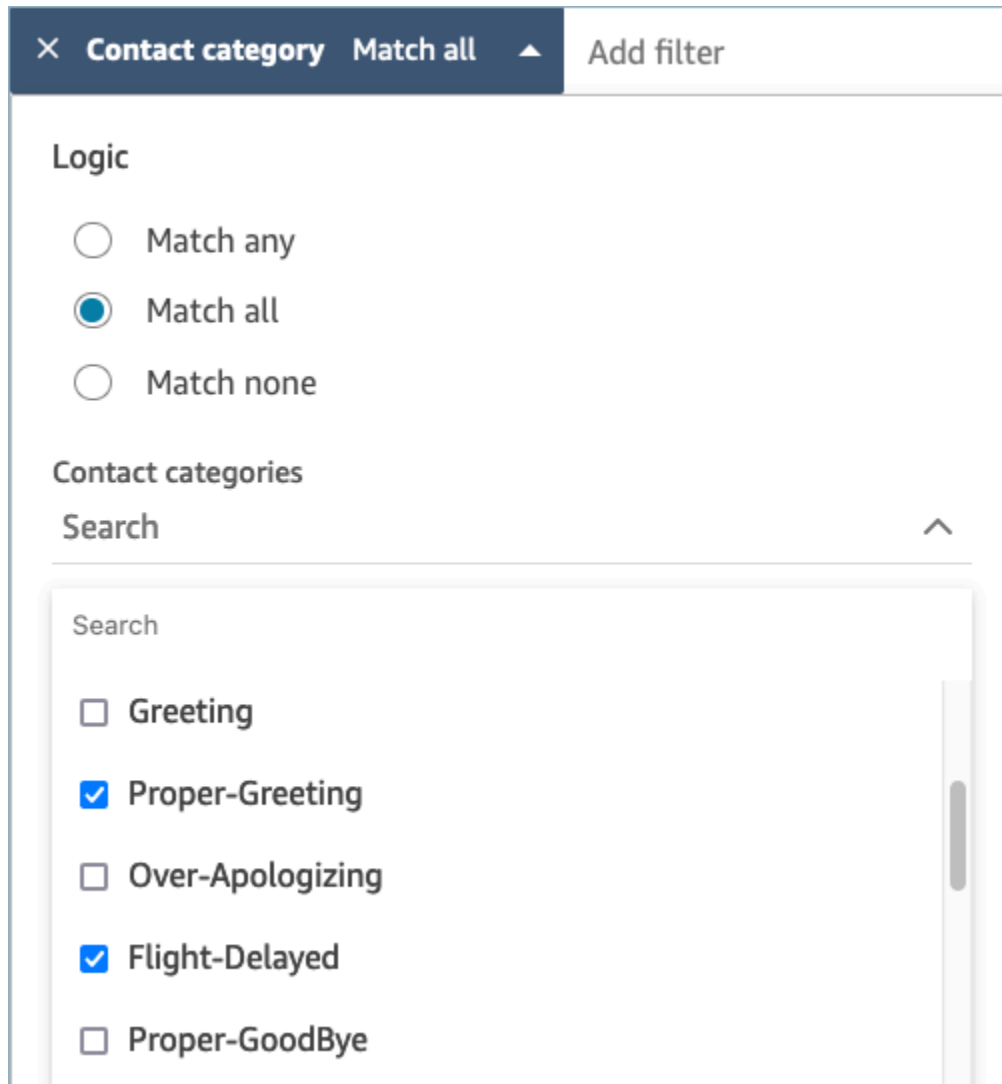 Contact category Match all Add filter
Logic
Match any
Match all
Match none
Contact categories
Search
Search
Greeting
Proper-Greeting
Over-Apologizing
Flight-Delayed
Proper-GoodBye